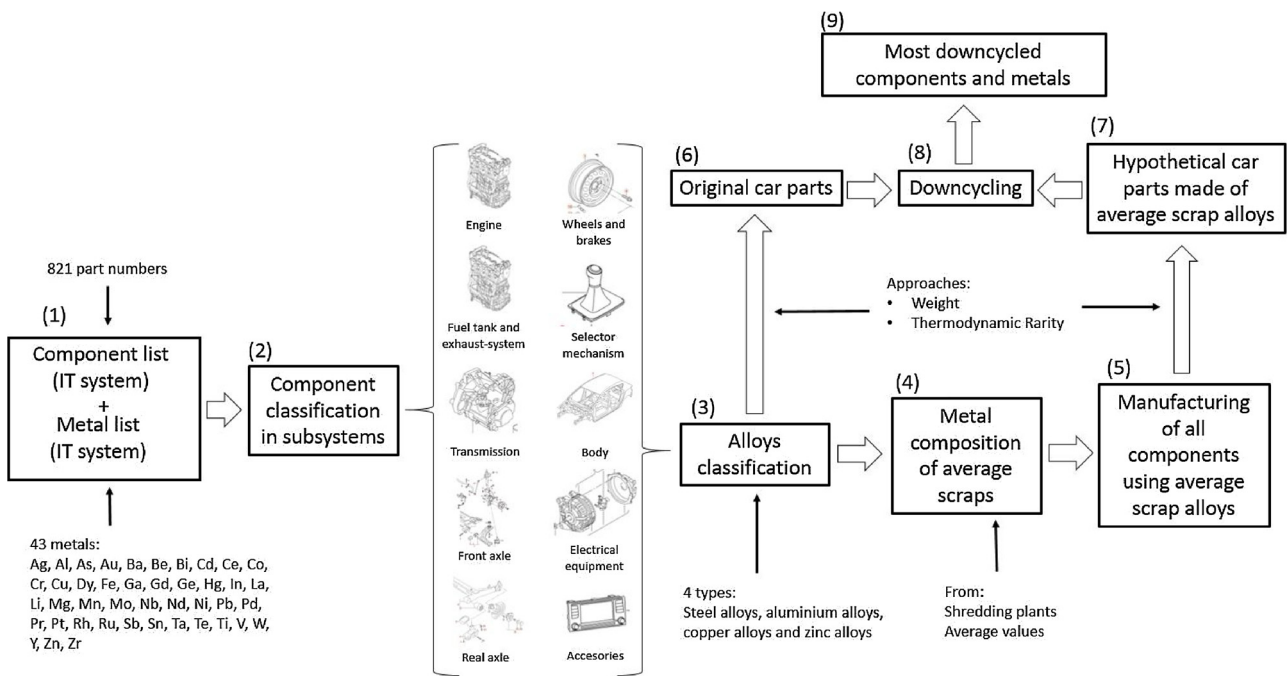 821 part numbers
(1)
Component list
(IT system)
+
Metal list
(IT system)
43 metals:
Ag, Al, As, Au, Ba, Be, Bi, Cd, Ce, Co,
Cr, Cu, Dy, Fe, Ga, Gd, Ge, Hg, In, La,
Li, Mg, Mn, Mo, Nb, Nd, Ni, Pb, Pd,
Pr, Pt, Rh, Ru, Sb, Sn, Ta, Te, Ti, V, W,
Y, Zn, Zr
(2)
Component
classification
in subsystems
Engine
Wheels and
brakes
Fuel tank and
exhaust-system
Selector
mechanism
Transmission
Body
Front axle
Electrical
equipment
Real axle
Accesories
(3)
Alloys
classification
4 types:
Steel alloys, aluminium alloys,
copper alloys and zinc alloys
(4)
Metal
composition
of average
scraps
From:
Shredding plants
Average values
(5)
Manufacturing
of all
components
using average
scrap alloys
Approaches:
• Weight
• Thermodynamic Rarity
(6)
Original car parts
(7)
Hypothetical car
parts made of
average scrap alloys
(8)
Downcycling
(9)
Most downcycled
components and metals